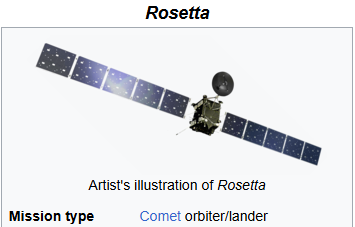 Rosetta
Artist's illustration of Rosetta
Mission type Comet orbiter/lander